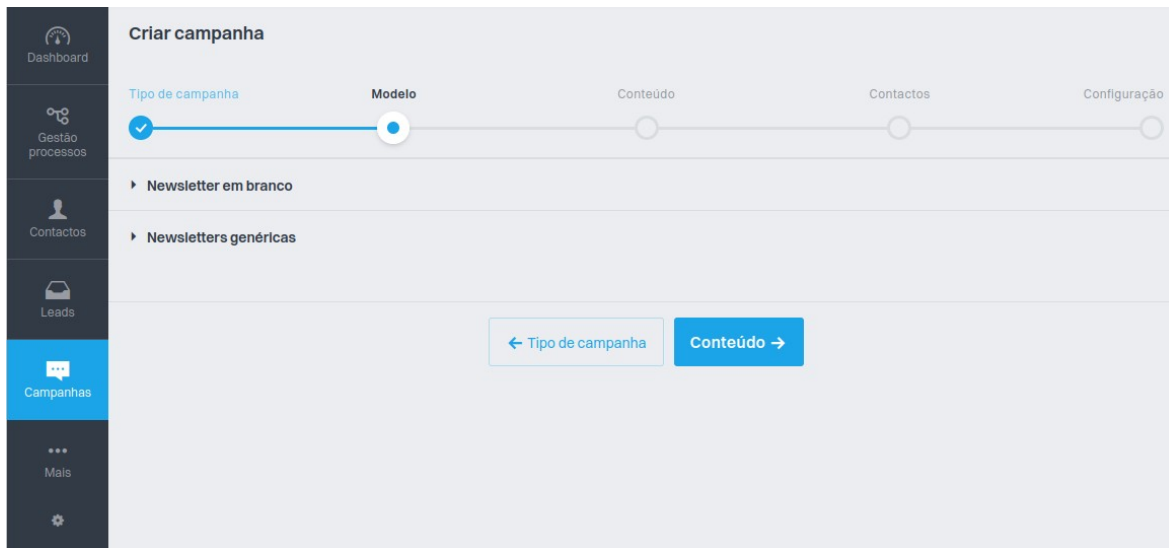 Dashboard
Gestão
processos
Contactos
Leads
Campanhas
Mais
Criar campanha
Tipo de campanha
Modelo
Conteúdo
Contactos
Configuração
Newsletter em branco
Newsletters genéricas
← Tipo de campanha
Conteúdo →